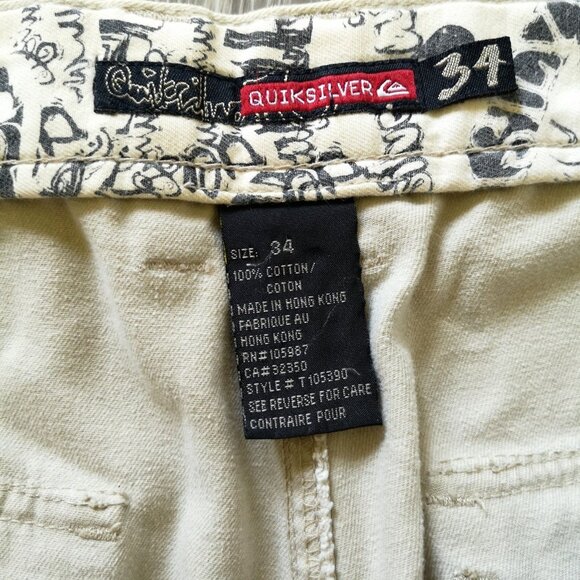 Quiksilver
QUIKSILVER
34
SIZE: 34
100% COTTON/
COTON
MADE IN HONG KONG
FABRIQUE AU
HONG KONG
RN#105987
CA#32350
STYLE # T105390
SEE REVERSE FOR CARE
CONTRAIRE POUR